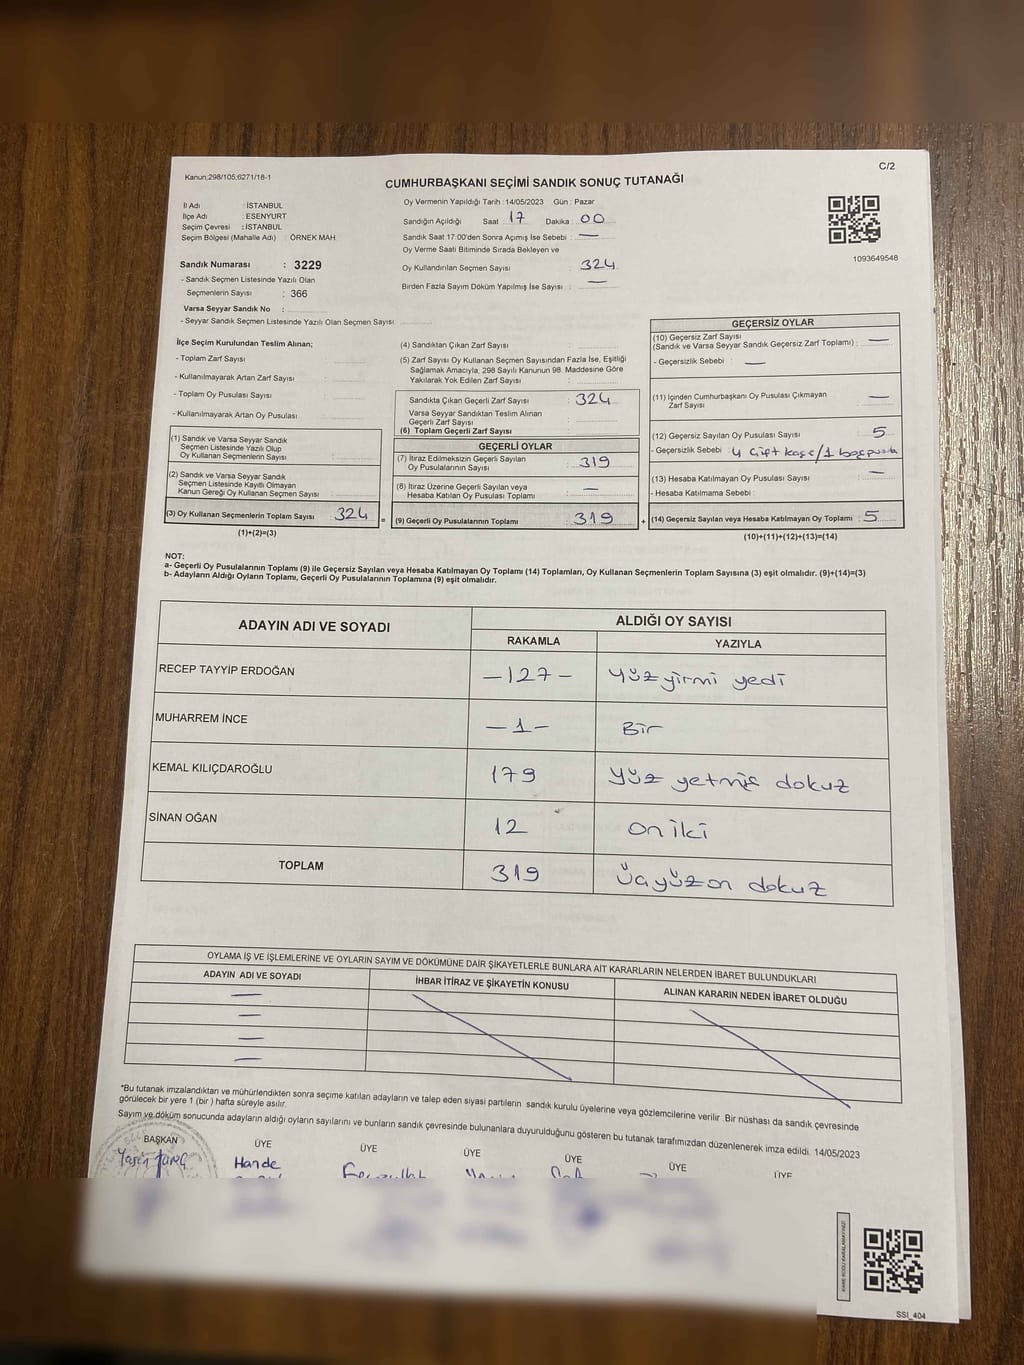 Kanun:298/105;6271/18-1
C/2
CUMHURBAŞKANI SEÇİMİ SANDIK SONUÇ TUTANAĞI
İl Adı : İSTANBUL
İlçe Adı : ESENYURT
Seçim Çevresi : İSTANBUL
Seçim Bölgesi (Mahalle Adı) : ÖRNEK MAH
Sandık Numarası : 3229
- Sandık Seçmen Listesinde Yazılı Olan
Seçmenlerin Sayısı : 366
Varsa Seyyar Sandık No :
- Seyyar Sandık Seçmen Listesinde Yazılı Olan Seçmen Sayısı
Oy Vermenin Yapıldığı Tarih : 14/05/2023 Gün : Pazar
Sandığın Açıldığı Saat : 17 Dakika : 00
Sandık Saat 17:00'den Sonra Açımış İse Sebebi : —
Oy Verme Saati Bitiminde Sırada Bekleyen ve
Oy Kullandırılan Seçmen Sayısı : 324
Birden Fazla Sayım Döküm Yapılmış İse Sayısı : —
1093649548
İlçe Seçim Kurulundan Teslim Alınan;
- Toplam Zarf Sayısı
- Kullanılmayarak Artan Zarf Sayısı
- Toplam Oy Pusulası Sayısı
- Kullanılmayarak Artan Oy Pusulası
(1) Sandık ve Varsa Seyyar Sandık
Seçmen Listesinde Yazılı Olup
Oy Kullanan Seçmenlerin Sayısı
(2) Sandık ve Varsa Seyyar Sandık
Seçmen Listesinde Kayıtlı Olmayan
Kanun Gereği Oy Kullanan Seçmen Sayısı
(3) Oy Kullanan Seçmenlerin Toplam Sayısı 324
(1)+(2)=(3)
(4) Sandıktan Çıkan Zarf Sayısı
(5) Zarf Sayısı Oy Kullanan Seçmen Sayısından Fazla İse, Eşitliği
Sağlamak Amacıyla, 298 Sayılı Kanunun 98. Maddesine Göre
Yakılarak Yok Edilen Zarf Sayısı
Sandıkta Çıkan Geçerli Zarf Sayısı : 324
Varsa Seyyar Sandıktan Teslim Alınan
Geçerli Zarf Sayısı
(6) Toplam Geçerli Zarf Sayısı
GEÇERLİ OYLAR
(7) İtiraz Edilmeksizin Geçerli Sayılan
Oy Pusulalarının Sayısı : 319
(8) İtiraz Üzerine Geçerli Sayılan veya
Hesaba Katılan Oy Pusulası Toplamı : —
= (9) Geçerli Oy Pusulalarının Toplamı : 319
GEÇERSİZ OYLAR
(10) Geçersiz Zarf Sayısı
(Sandık ve Varsa Seyyar Sandık Geçersiz Zarf Toplamı) : —
- Geçersizlik Sebebi : —
(11) İçinden Cumhurbaşkanı Oy Pusulası Çıkmayan
Zarf Sayısı —
(12) Geçersiz Sayılan Oy Pusulası Sayısı 5
- Geçersizlik Sebebi 4 Çift kaşe/1 boş pusula
(13) Hesaba Katılmayan Oy Pusulası Sayısı —
- Hesaba Katılmama Sebebi :
+ (14) Geçersiz Sayılan veya Hesaba Katılmayan Oy Toplamı : 5
(10)+(11)+(12)+(13)=(14)
NOT:
a- Geçerli Oy Pusulalarının Toplamı (9) ile Geçersiz Sayılan veya Hesaba Katılmayan Oy Toplamı (14) Toplamları, Oy Kullanan Seçmenlerin Toplam Sayısına (3) eşit olmalıdır. (9)+(14)=(3)
b- Adayların Aldığı Oyların Toplamı, Geçerli Oy Pusulalarının Toplamına (9) eşit olmalıdır.
ADAYIN ADI VE SOYADI
ALDIĞI OY SAYISI
RAKAMLA YAZIYLA
RECEP TAYYİP ERDOĞAN —127— Yüzyirmi yedi
MUHARREM İNCE —1— Bir
KEMAL KILIÇDAROĞLU 179 Yüz yetmiş dokuz
SİNAN OĞAN 12 on iki
TOPLAM 319 üçyüzon dokuz
OYLAMA İŞ VE İŞLEMLERİNE VE OYLARIN SAYIM VE DÖKÜMÜNE DAİR ŞİKAYETLERLE BUNLARA AİT KARARLARIN NELERDEN İBARET BULUNDUKLARI
ADAYIN ADI VE SOYADI İHBAR İTİRAZ VE ŞİKAYETİN KONUSU ALINAN KARARIN NEDEN İBARET OLDUĞU
—
—
—
—
*Bu tutanak imzalandıktan ve mühürlendikten sonra seçime katılan adayların ve talep eden siyasi partilerin sandık kurulu üyelerine veya gözlemcilerine verilir .Bir nüshası da sandık çevresinde
görülecek bir yere 1 (bir ) hafta süreyle asılır.
Sayım ve döküm sonucunda adayların aldığı oyların sayılarını ve bunların sandık çevresinde bulunanlara duyurulduğunu gösteren bu tutanak tarafımızdan düzenlenerek imza edildi. 14/05/2023
BAŞKAN ÜYE ÜYE ÜYE ÜYE ÜYE ÜYE
Yasin Hande
SSI_404